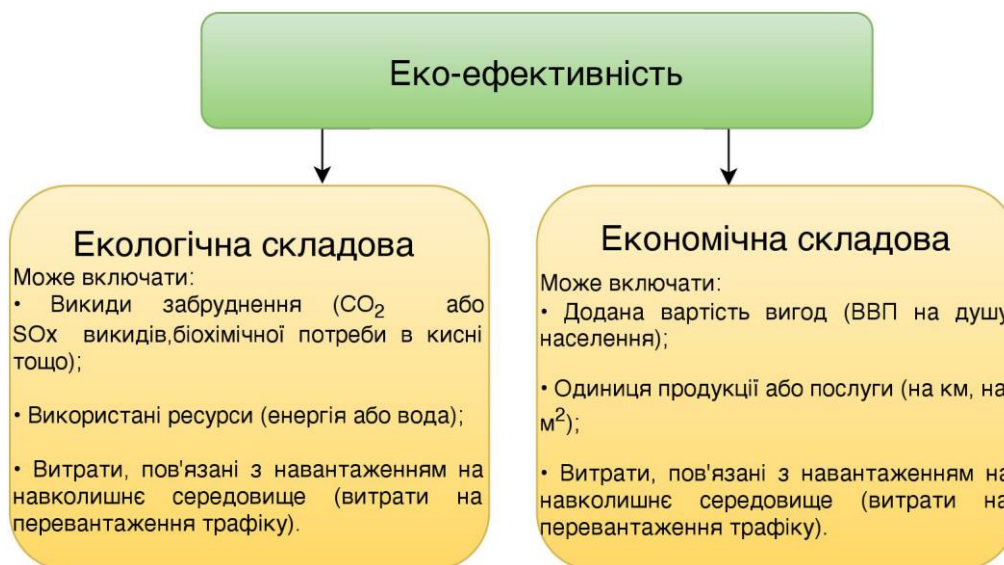 Еко-ефективність
Екологічна складова
Може включати:
• Викиди забруднення (CO₂ або
SOx викидів,біохімічної потреби в кисні
тощо);
• Використані ресурси (енергія або вода);
• Витрати, пов'язані з навантаженням на
навколишнє середовище (витрати на
перевантаження трафіку).
Економічна складова
Може включати:
• Додана вартість вигод (ВВП на душу
населення);
• Одиниця продукції або послуги (на км, на
м²);
• Витрати, пов'язані з навантаженням на
навколишнє середовище (витрати на
перевантаження трафіку).